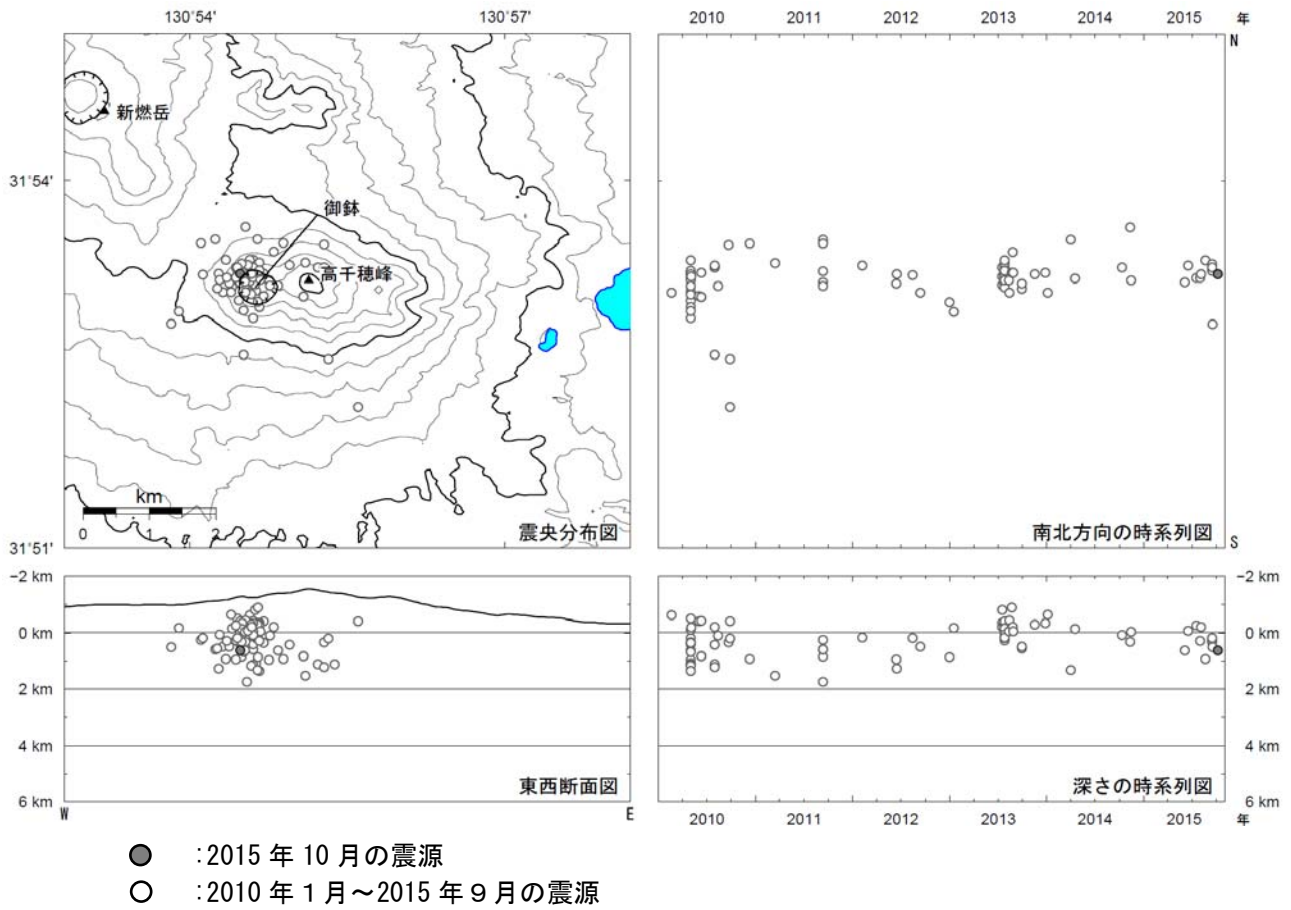 130°54' 130°57'
2010 2011 2012 2013 2014 2015 年
N
新燃岳
31°54'
御鉢
高千穂峰
km
0 1 2
震央分布図
31°51'
南北方向の時系列図
S
-2 km
0 km
2 km
4 km
6 km
W E
東西断面図
-2 km
0 km
2 km
4 km
6 km
深さの時系列図
2010 2011 2012 2013 2014 2015 年
:2015 年 10 月の震源
:2010 年 1 月~2015 年 9 月の震源